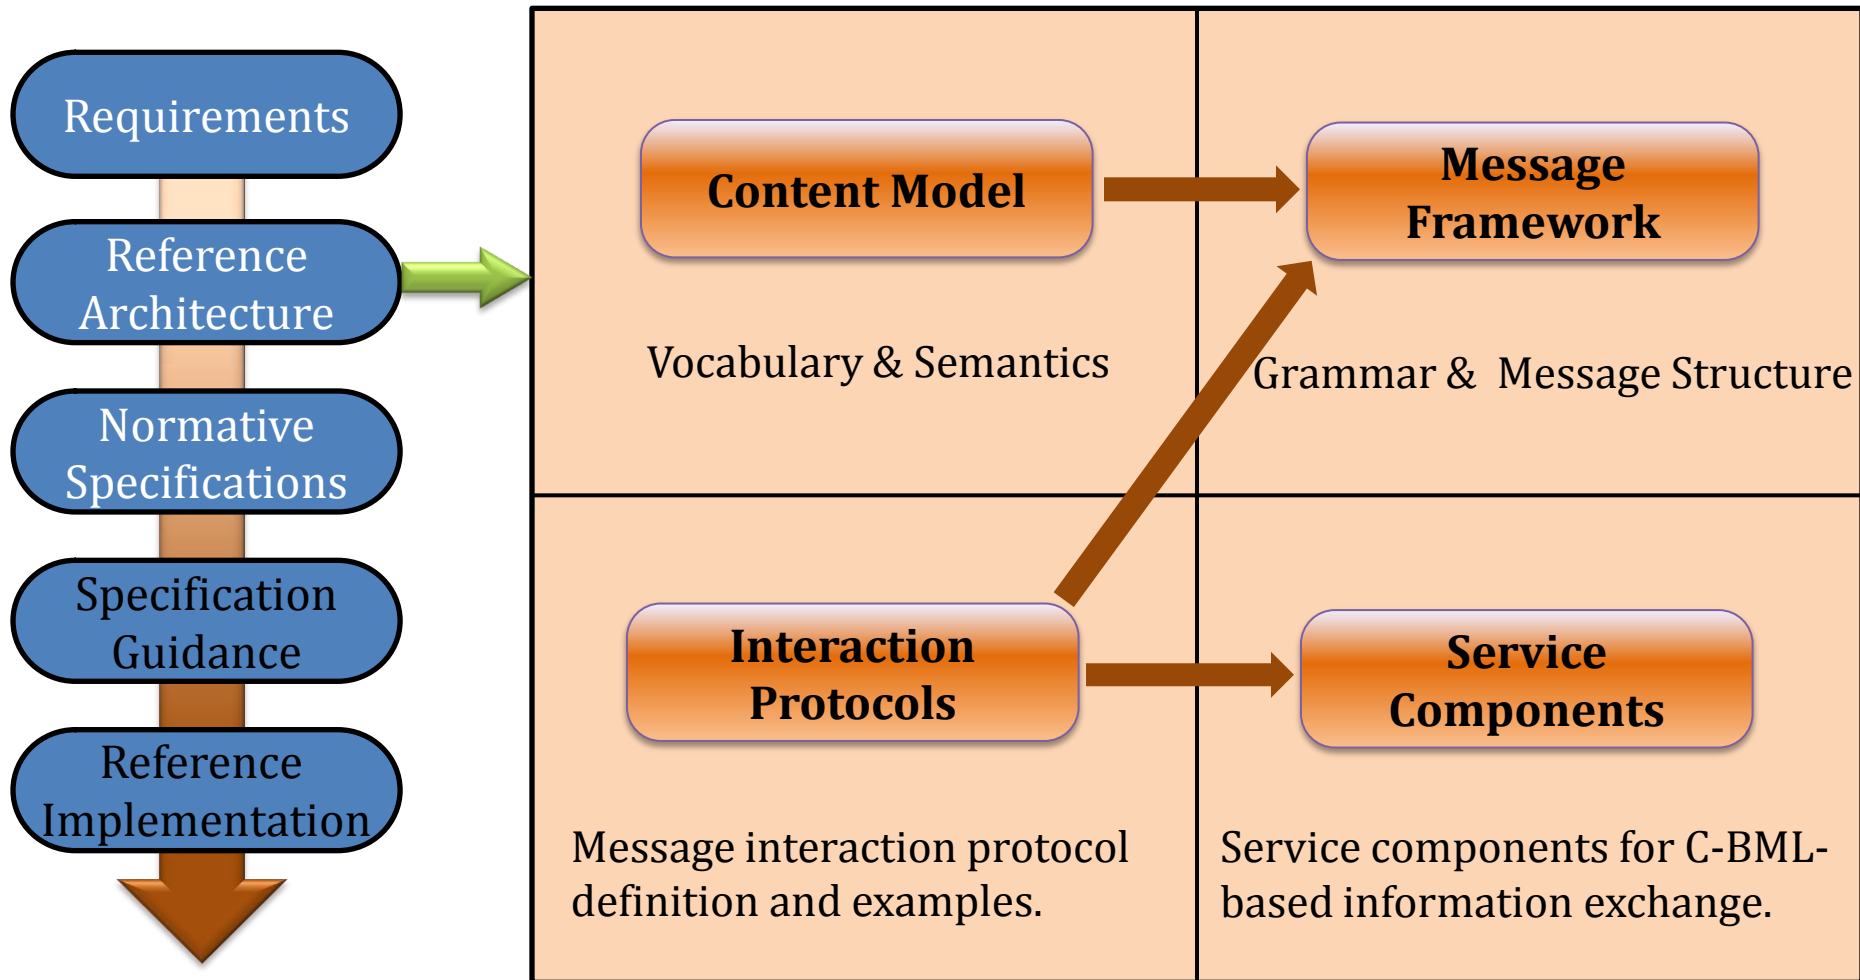 Requirements
Reference
Architecture
Normative
Specifications
Specification
Guidance
Reference
Implementation
Content Model
Vocabulary & Semantics
Message
Framework
Grammar & Message Structure
Interaction
Protocols
Message interaction protocol
definition and examples.
Service
Components
Service components for C-BML-
based information exchange.